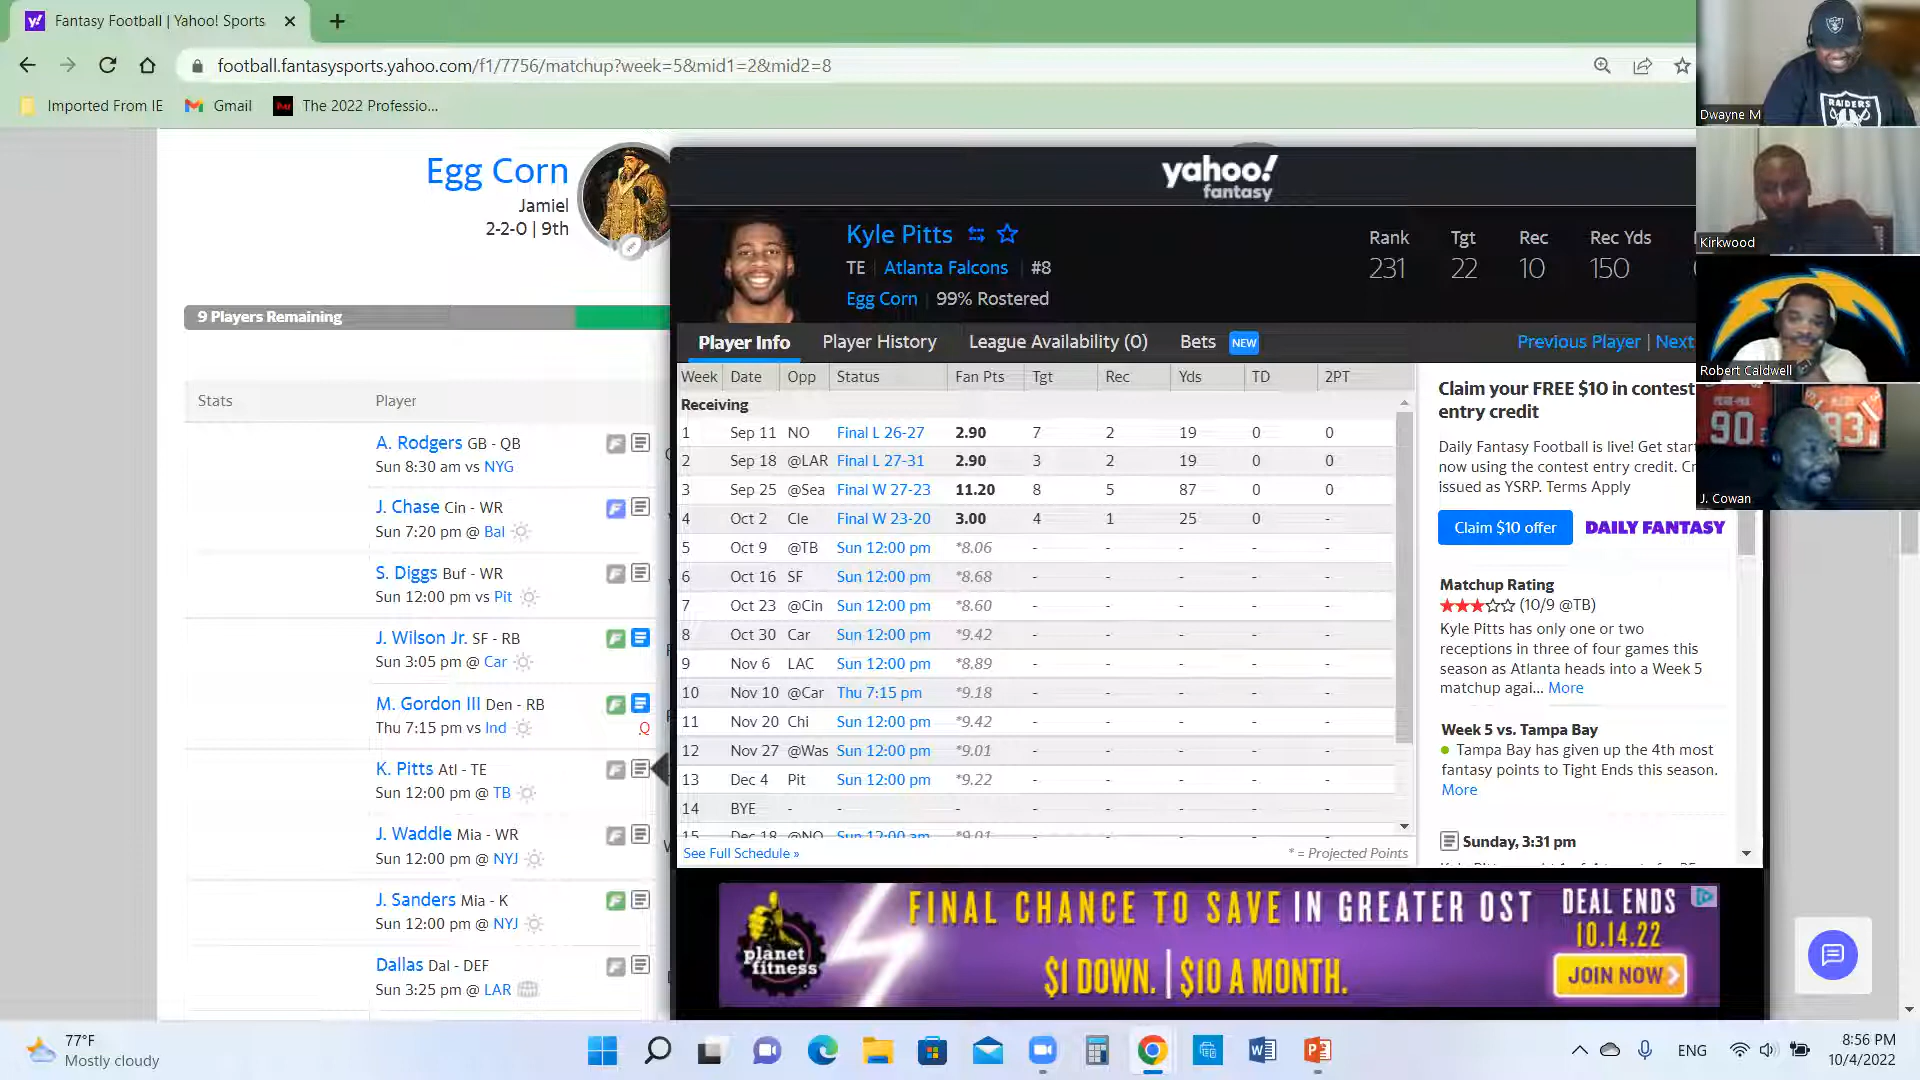 Fantasy Football | Yahoo! Sports
football.fantasysports.yahoo.com/f1/7756/matchup?week=5&mid1=2&mid2=8
Imported From IE
Gmail
The 2022 Professio...
Egg Corn
Jamiel
2-2-0 | 9th
9 Players Remaining
Stats Player
A. Rodgers GB - QB
Sun 8:30 am vs NYG
J. Chase Cin - WR
Sun 7:20 pm @ Bal
S. Diggs Buf - WR
Sun 12:00 pm vs Pit
J. Wilson Jr. SF - RB
Sun 3:05 pm @ Car
M. Gordon III Den - RB
Thu 7:15 pm vs Ind
Q
K. Pitts Atl - TE
Sun 12:00 pm @ TB
J. Waddle Mia - WR
Sun 12:00 pm @ NYJ
J. Sanders Mia - K
Sun 12:00 pm @ NYJ
Dallas Dal - DEF
Sun 3:25 pm @ LAR
yahoo!
fantasy
Kyle Pitts
TE Atlanta Falcons #8
Egg Corn 99% Rostered
Rank Tgt Rec Rec Yds
231 22 10 150
Player Info Player History League Availability (0) Bets NEW
Previous Player | Next
Week Date Opp Status Fan Pts Tgt Rec Yds TD 2PT
Receiving
1 Sep 11 NO Final L 26-27 2.90 7 2 19 0 0
2 Sep 18 @LAR Final L 27-31 2.90 3 2 19 0 0
3 Sep 25 @Sea Final W 27-23 11.20 8 5 87 0 0
4 Oct 2 Cle Final W 23-20 3.00 4 1 25 0 -
5 Oct 9 @TB Sun 12:00 pm *8.06 - - - - -
6 Oct 16 SF Sun 12:00 pm *8.68 - - - - -
7 Oct 23 @Cin Sun 12:00 pm *8.60 - - - - -
8 Oct 30 Car Sun 12:00 pm *9.42 - - - - -
9 Nov 6 LAC Sun 12:00 pm *8.89 - - - - -
10 Nov 10 @Car Thu 7:15 pm *9.18 - - - - -
11 Nov 20 Chi Sun 12:00 pm *9.42 - - - - -
12 Nov 27 @Was Sun 12:00 pm *9.01 - - - - -
13 Dec 4 Pit Sun 12:00 pm *9.22 - - - - -
14 BYE - - - - - - - -
15 Dec 18 @NO Sun 12:00 am *9.01
See Full Schedule »
* = Projected Points
Claim your FREE $10 in contest
entry credit
Daily Fantasy Football is live! Get star
now using the contest entry credit. Cr
issued as YSRP. Terms Apply
Claim $10 offer
DAILY FANTASY
Matchup Rating
(10/9 @TB)
Kyle Pitts has only one or two
receptions in three of four games this
season as Atlanta heads into a Week 5
matchup agai... More
Week 5 vs. Tampa Bay
Tampa Bay has given up the 4th most
fantasy points to Tight Ends this season.
More
Sunday, 3:31 pm
planet
fitness
FINAL CHANCE TO SAVE IN GREATER OST
$1 DOWN. | $10 A MONTH.
DEAL ENDS
10.14.22
JOIN NOW
RAIDERS
Dwayne M
Kirkwood
Robert Caldwell
90
93
J. Cowan
77°F
Mostly cloudy
ENG
8:56 PM
10/4/2022